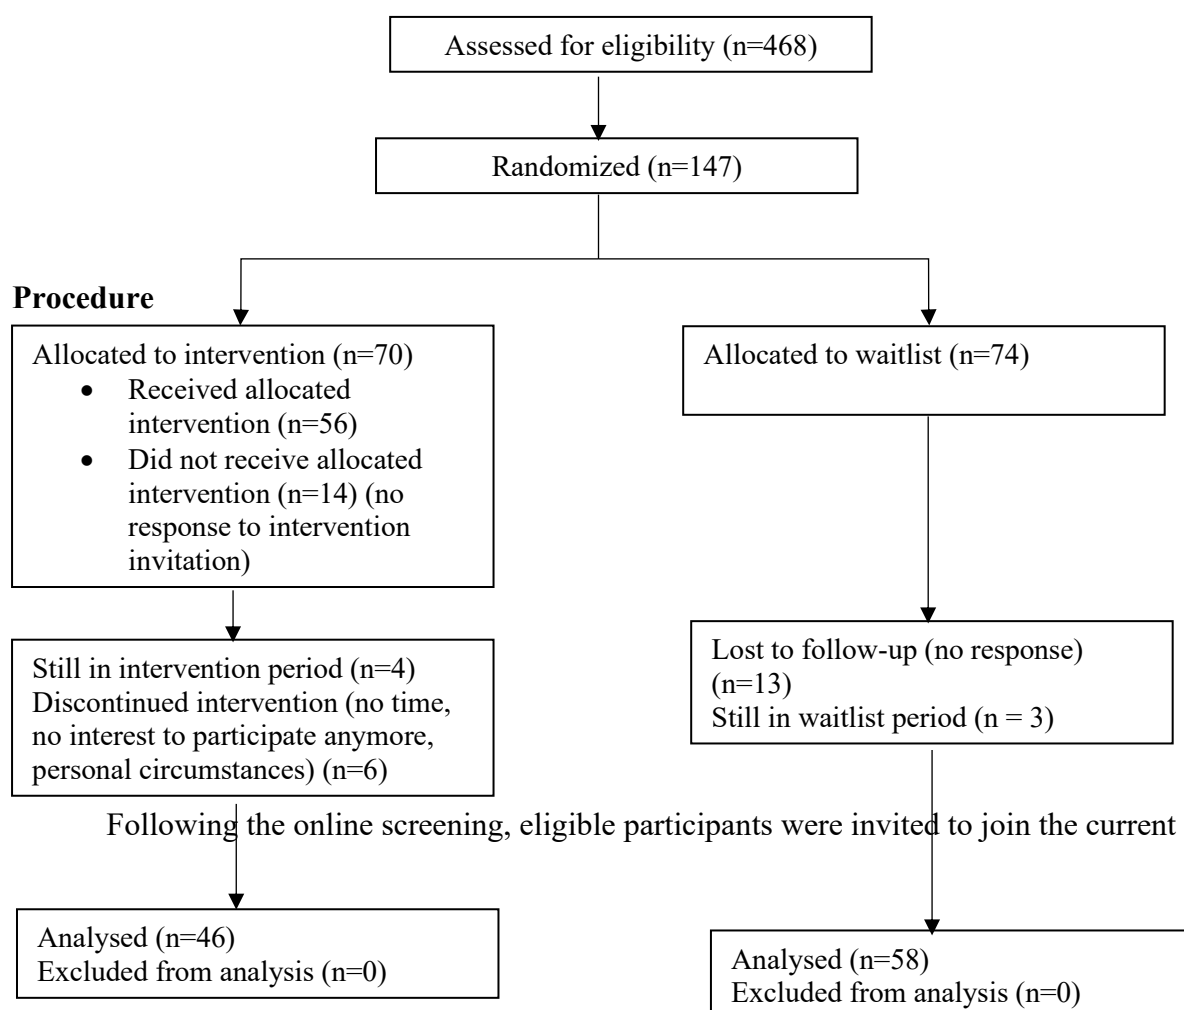 Assessed for eligibility (n=468)
Randomized (n=147)
Procedure
Allocated to intervention (n=70)
• Received allocated
intervention (n=56)
• Did not receive allocated
intervention (n=14) (no
response to intervention
invitation)
Allocated to waitlist (n=74)
Still in intervention period (n=4)
Discontinued intervention (no time,
no interest to participate anymore,
personal circumstances) (n=6)
Lost to follow-up (no response)
(n=13)
Still in waitlist period (n = 3)
Following the online screening, eligible participants were invited to join the current
Analysed (n=46)
Excluded from analysis (n=0)
Analysed (n=58)
Excluded from analysis (n=0)